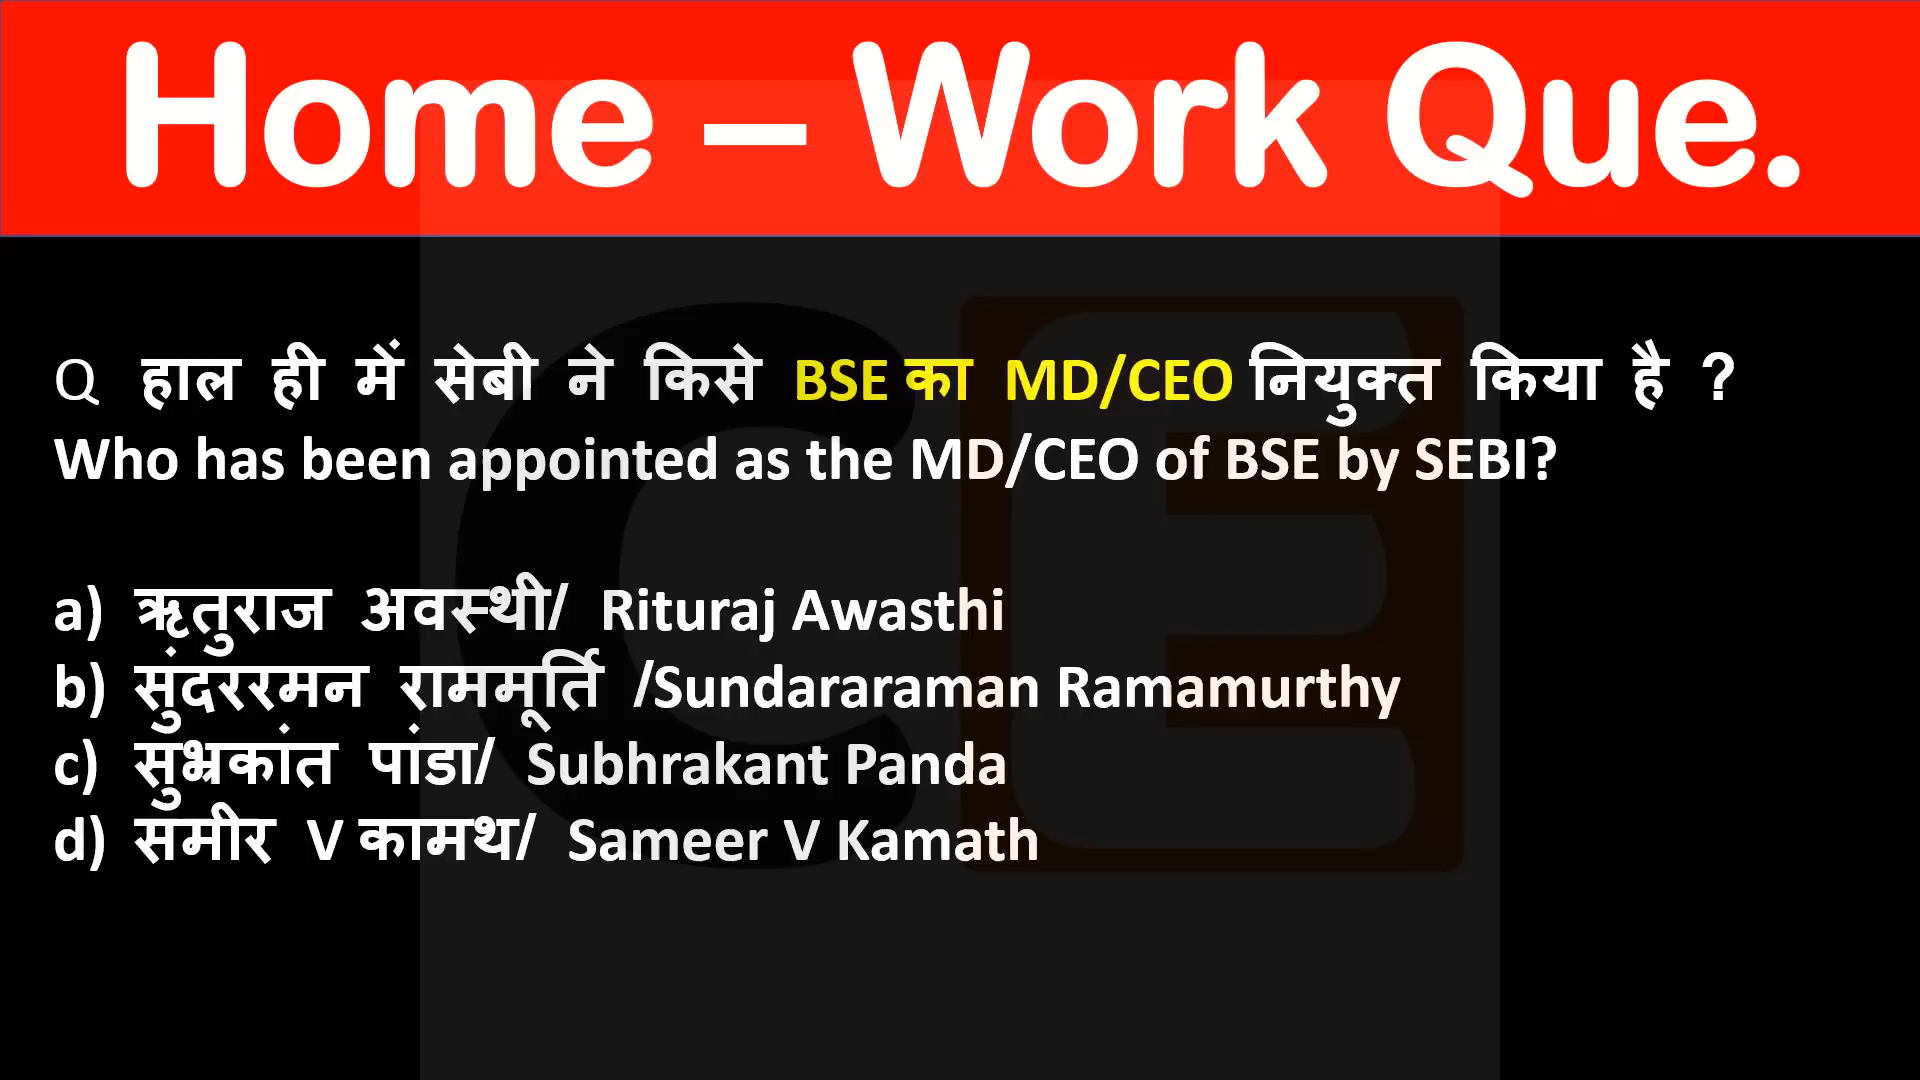 Home – Work Que.
Q हाल ही में सेबी ने किसे BSE का MD/CEO नियुक्त किया है ?
Who has been appointed as the MD/CEO of BSE by SEBI?
a) ऋतुराज अवस्थी/ Rituraj Awasthi
b) सुंदररमन राममूर्ति /Sundararaman Ramamurthy
c) सुभ्रकांत पांडा/ Subhrakant Panda
d) समीर V कामथ/ Sameer V Kamath
CE